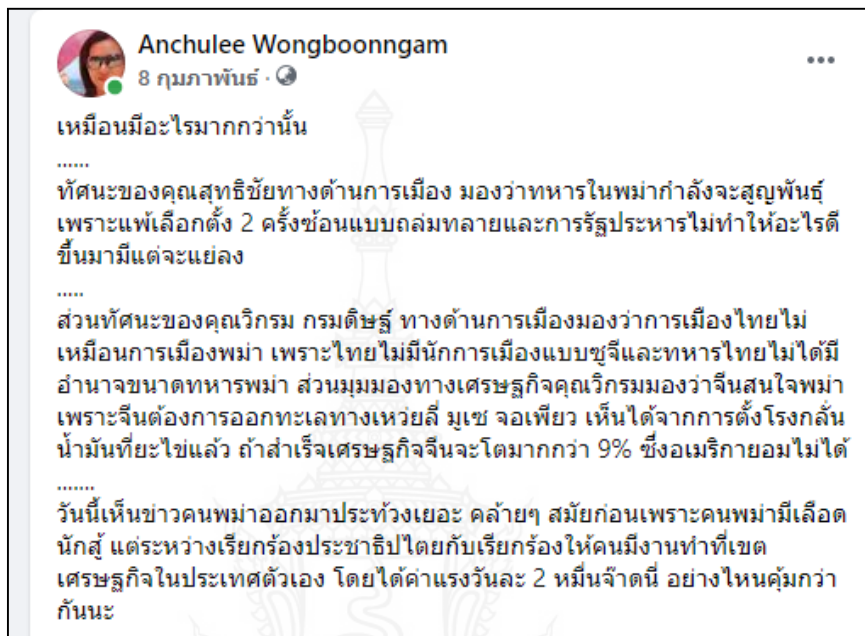 Anchulee Wongboonngam
8 กุมภาพันธ์ ·
เหมือนมีอะไรมากกว่านั้น
......
ทัศนะของคุณสุทธิชัยทางด้านการเมือง มองว่าทหารในพม่ากำลังจะสูญพันธุ์
เพราะแพ้เลือกตั้ง 2 ครั้งซ้อนแบบถล่มทลายและการรัฐประหารไม่ทำให้อะไรดี
ขึ้นมามีแต่จะแย่ลง
.....
ส่วนทัศนะของคุณวิกรม กรมดิษฐ์ ทางด้านการเมืองมองว่าการเมืองไทยไม่
เหมือนการเมืองพม่า เพราะไทยไม่มีนักการเมืองแบบซูจีและทหารไทยไม่ได้มี
อำนาจขนาดทหารพม่า ส่วนมุมมองทางเศรษฐกิจคุณวิกรมมองว่าจีนสนใจพม่า
เพราะจีนต้องการออกทะเลทางเหว่ยลี่ มูเซ จอเพียว เห็นได้จากการตั้งโรงกลั่น
น้ำมันที่ยะไข่แล้ว ถ้าสำเร็จเศรษฐกิจจีนจะโตมากกว่า 9% ซึ่งอเมริกายอมไม่ได้
.......
วันนี้เห็นข่าวคนพม่าออกมาประท้วงเยอะ คล้ายๆ สมัยก่อนเพราะคนพม่ามีเลือด
นักสู้ แต่ระหว่างเรียกร้องประชาธิปไตยกับเรียกร้องให้คนมีงานทำที่เขต
เศรษฐกิจในประเทศตัวเอง โดยได้ค่าแรงวันละ 2 หมื่นจ๊าดนี่ อย่างไหนคุ้มกว่า
กันนะ